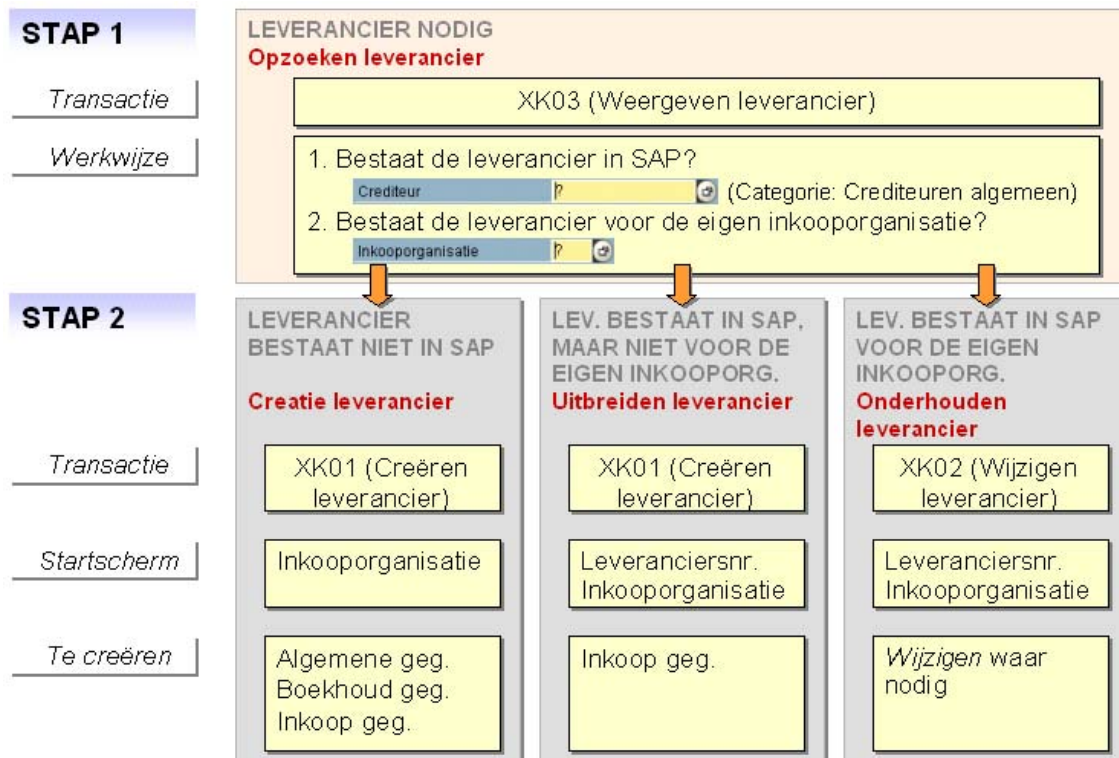 STAP 1
LEVERANCIER NODIG
Opzoeken leverancier
Transactie
XK03 (Weergeven leverancier)
Werkwijze
1. Bestaat de leverancier in SAP?
Crediteur ? (Categorie: Crediteuren algemeen)
2. Bestaat de leverancier voor de eigen inkooporganisatie?
Inkooporganisatie ?
STAP 2
LEVERANCIER
BESTAAT NIET IN SAP
Creatie leverancier
LEV. BESTAAT IN SAP,
MAAR NIET VOOR DE
EIGEN INKOOPORG.
Uitbreiden leverancier
LEV. BESTAAT IN SAP
VOOR DE EIGEN
INKOOPORG.
Onderhouden
leverancier
Transactie
XK01 (Creëren
leverancier)
XK01 (Creëren
leverancier)
XK02 (Wijzigen
leverancier)
Startscherm
Inkooporganisatie
Leveranciersnr.
Inkooporganisatie
Leveranciersnr.
Inkooporganisatie
Te creëren
Algemene geg.
Boekhoud geg.
Inkoop geg.
Inkoop geg.
Wijzigen waar
nodig